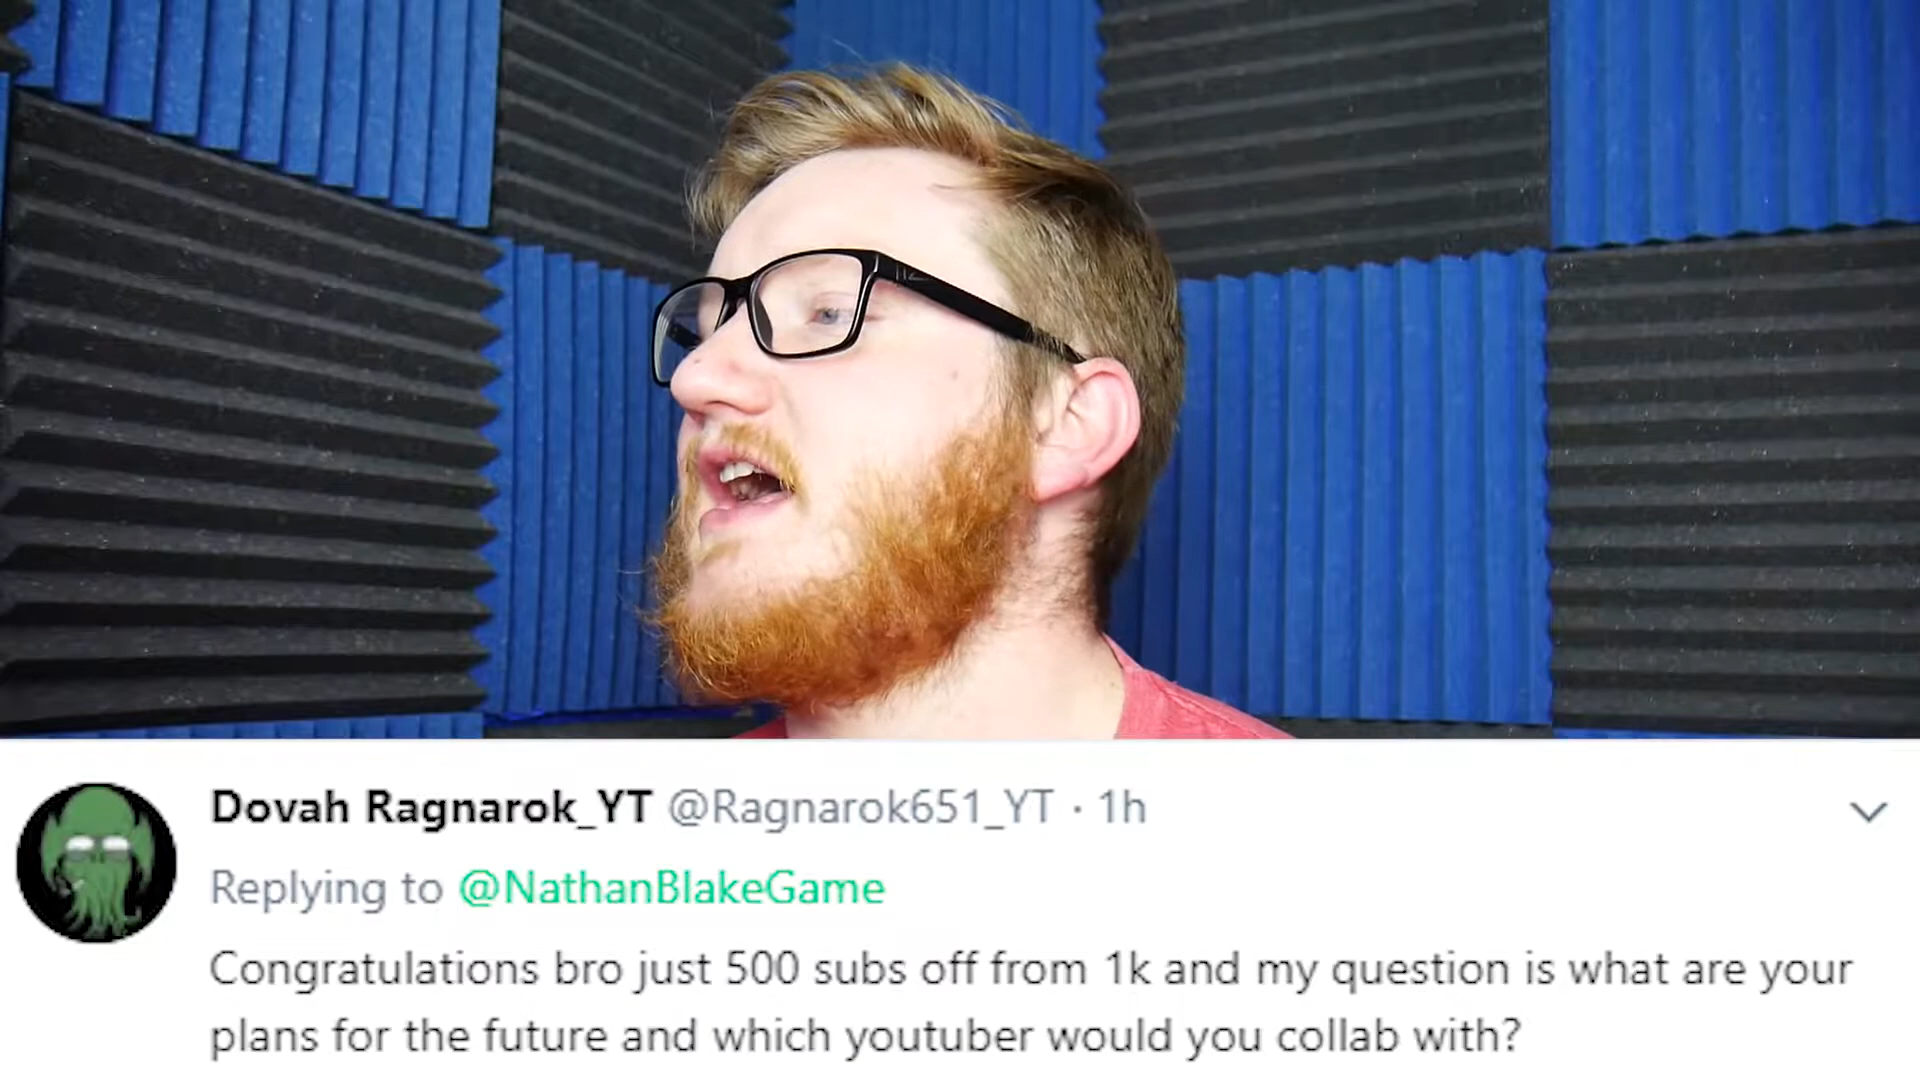 Dovah Ragnarok_YT @Ragnarok651_YT · 1h
Replying to @NathanBlakeGame
Congratulations bro just 500 subs off from 1k and my question is what are your
plans for the future and which youtuber would you collab with?